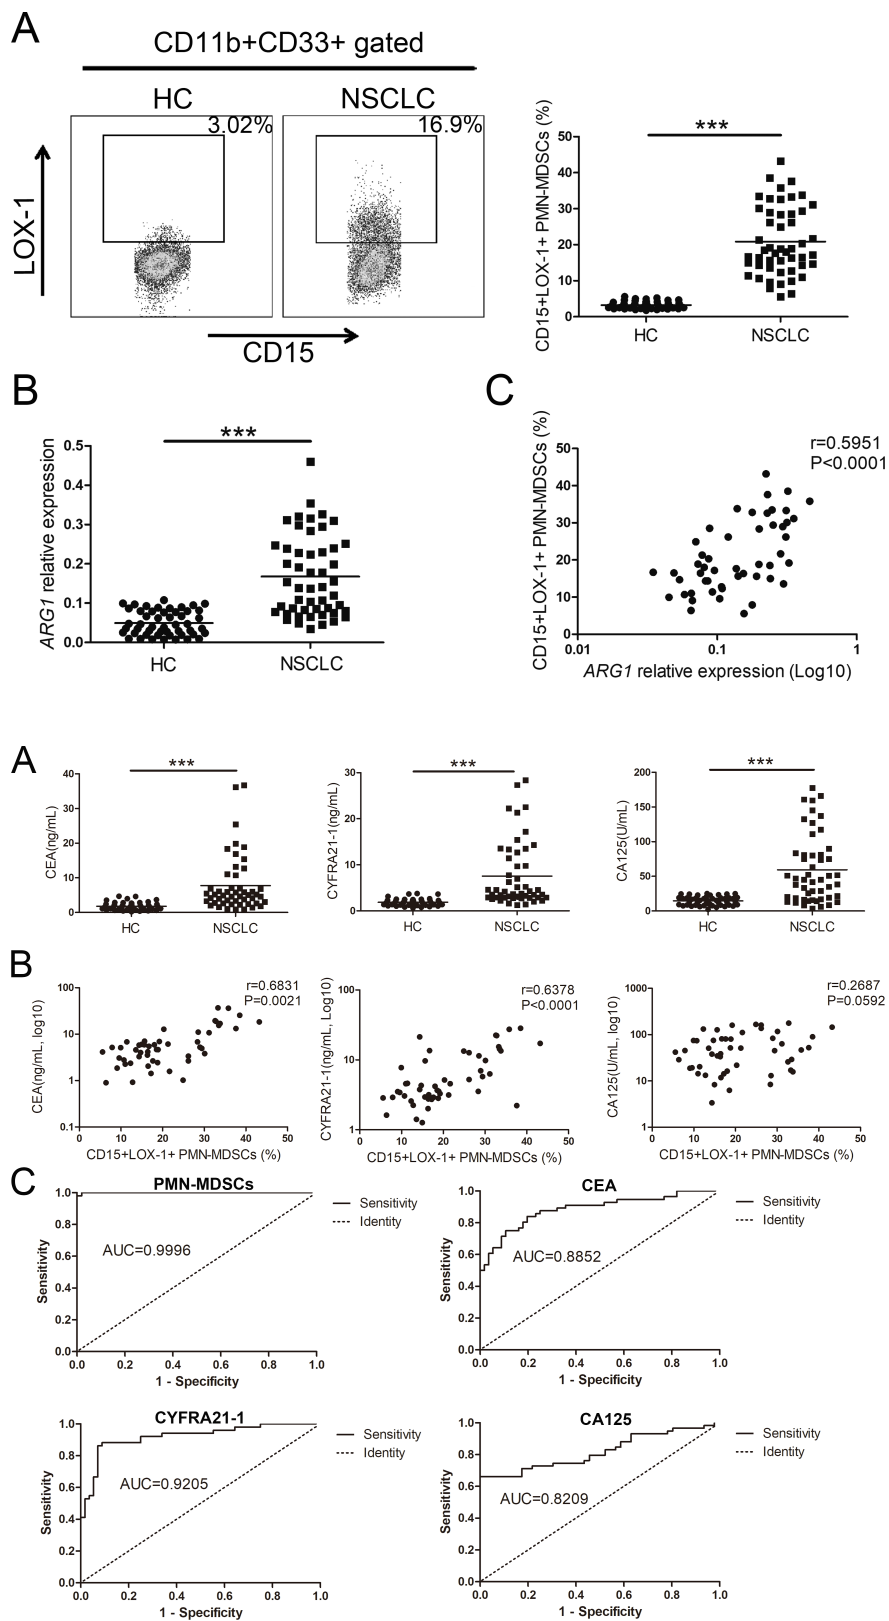 A
CD11b+CD33+ gated
HC
NSCLC
3.02%
16.9%
LOX-1
CD15
CD15+LOX-1+ PMN-MDSCs (%)
***
50
40
30
20
10
0
HC
NSCLC
B
ARG1 relative expression
***
0.5
0.4
0.3
0.2
0.1
0.0
HC
NSCLC
C
CD15+LOX-1+ PMN-MDSCs (%)
r=0.5951
P<0.0001
50
40
30
20
10
0
0.01
0.1
1
ARG1 relative expression (Log10)
A
CEA(ng/mL)
***
40
30
20
10
0
HC
NSCLC
CYFRA21-1(ng/mL)
***
30
20
10
0
HC
NSCLC
CA125(U/mL)
***
200
150
100
50
0
HC
NSCLC
B
CEA(ng/mL, log10)
r=0.6831
P=0.0021
100
10
1
0.1
0
10
20
30
40
50
CD15+LOX-1+ PMN-MDSCs (%)
CYFRA21-1(ng/mL, Log10)
r=0.6378
P<0.0001
100
10
1
0
10
20
30
40
50
CD15+LOX-1+ PMN-MDSCs (%)
CA125(U/mL, log10)
r=0.2687
P=0.0592
1000
100
10
1
0
10
20
30
40
50
CD15+LOX-1+ PMN-MDSCs (%)
C
PMN-MDSCs
Sensitivity
1.0
0.8
0.6
0.4
0.2
0.0
AUC=0.9996
Sensitivity
Identity
0.0
0.2
0.4
0.6
0.8
1.0
1 - Specificity
CEA
Sensitivity
1.0
0.8
0.6
0.4
0.2
0.0
AUC=0.8852
Sensitivity
Identity
0.0
0.2
0.4
0.6
0.8
1.0
1 - Specificity
CYFRA21-1
Sensitivity
1.0
0.8
0.6
0.4
0.2
0.0
AUC=0.9205
Sensitivity
Identity
0.0
0.2
0.4
0.6
0.8
1.0
1 - Specificity
CA125
Sensitivity
1.0
0.8
0.6
0.4
0.2
0.0
AUC=0.8209
Sensitivity
Identity
0.0
0.2
0.4
0.6
0.8
1.0
1 - Specificity